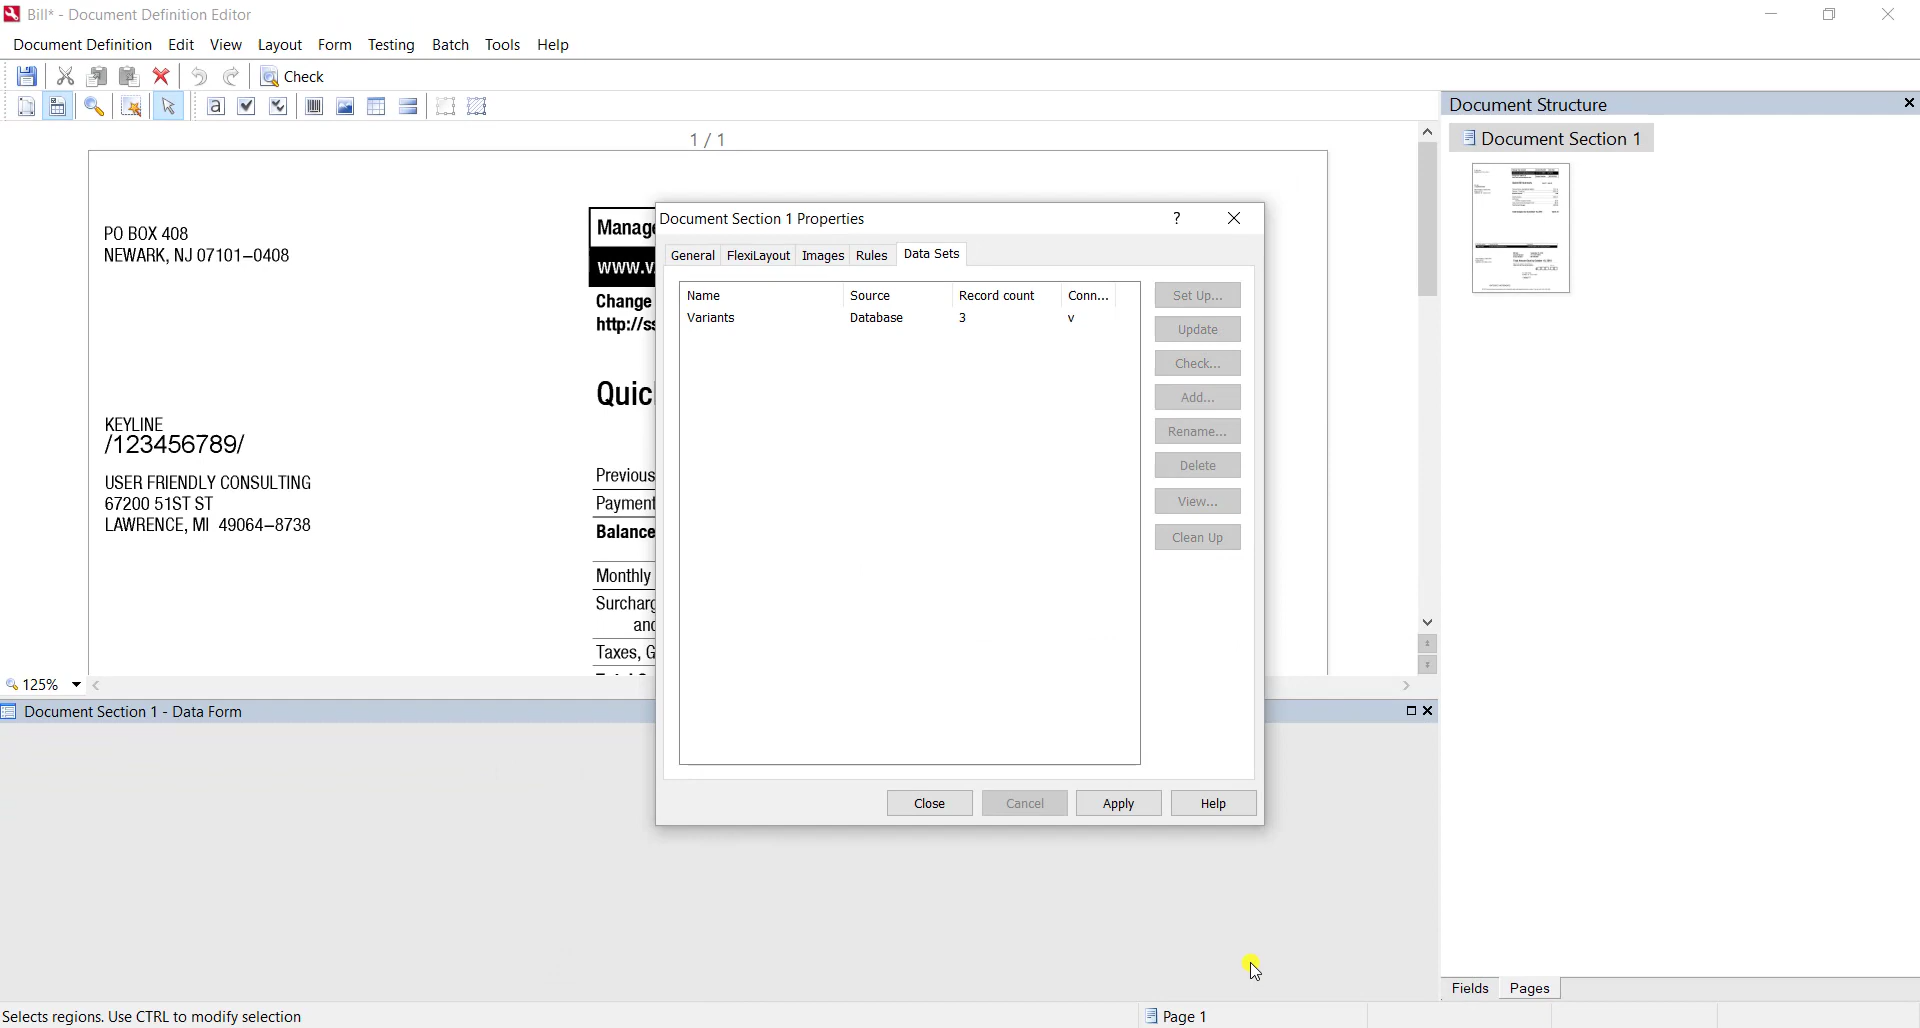 Bill* - Document Definition Editor
Document Definition Edit View Layout Form Testing Batch Tools Help
Check
a
Document Structure
1 / 1
Document Section 1
PO BOX 408
NEWARK, NJ 07101-0408
KEYLINE
/123456789/
USER FRIENDLY CONSULTING
67200 51ST ST
LAWRENCE, MI 49064-8738
Manage
www.v
Change
http://s
Quic
Previous
Payment
Balance
Monthly
Surcharg
and
Taxes, G
Document Section 1 Properties
?
General FlexiLayout Images Rules Data Sets
Name Source Record count Conn...
Variants Database 3 v
Set Up...
Update
Check...
Add...
Rename...
Delete
View...
Clean Up
Close Cancel Apply Help
125%
Document Section 1 - Data Form
Fields Pages
Selects regions. Use CTRL to modify selection
Page 1